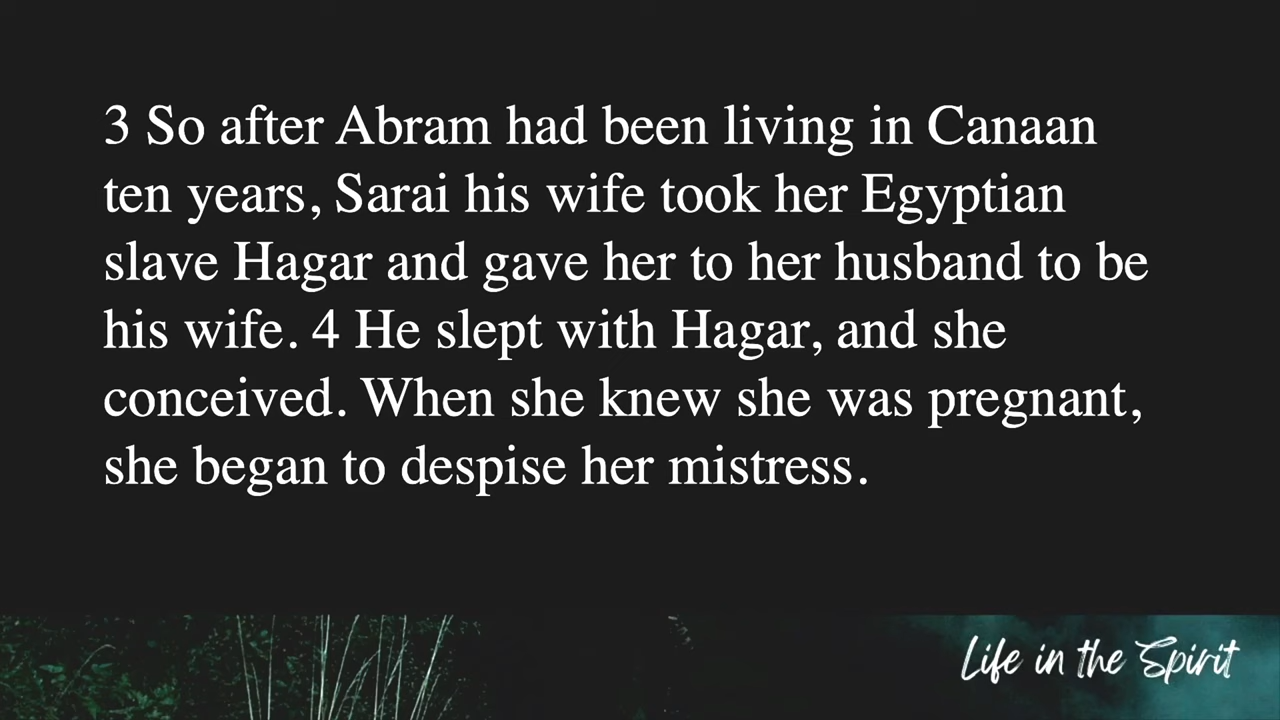 3 So after Abram had been living in Canaan
ten years, Sarai his wife took her Egyptian
slave Hagar and gave her to her husband to be
his wife. 4 He slept with Hagar, and she
conceived. When she knew she was pregnant,
she began to despise her mistress.
Life in the Spirit